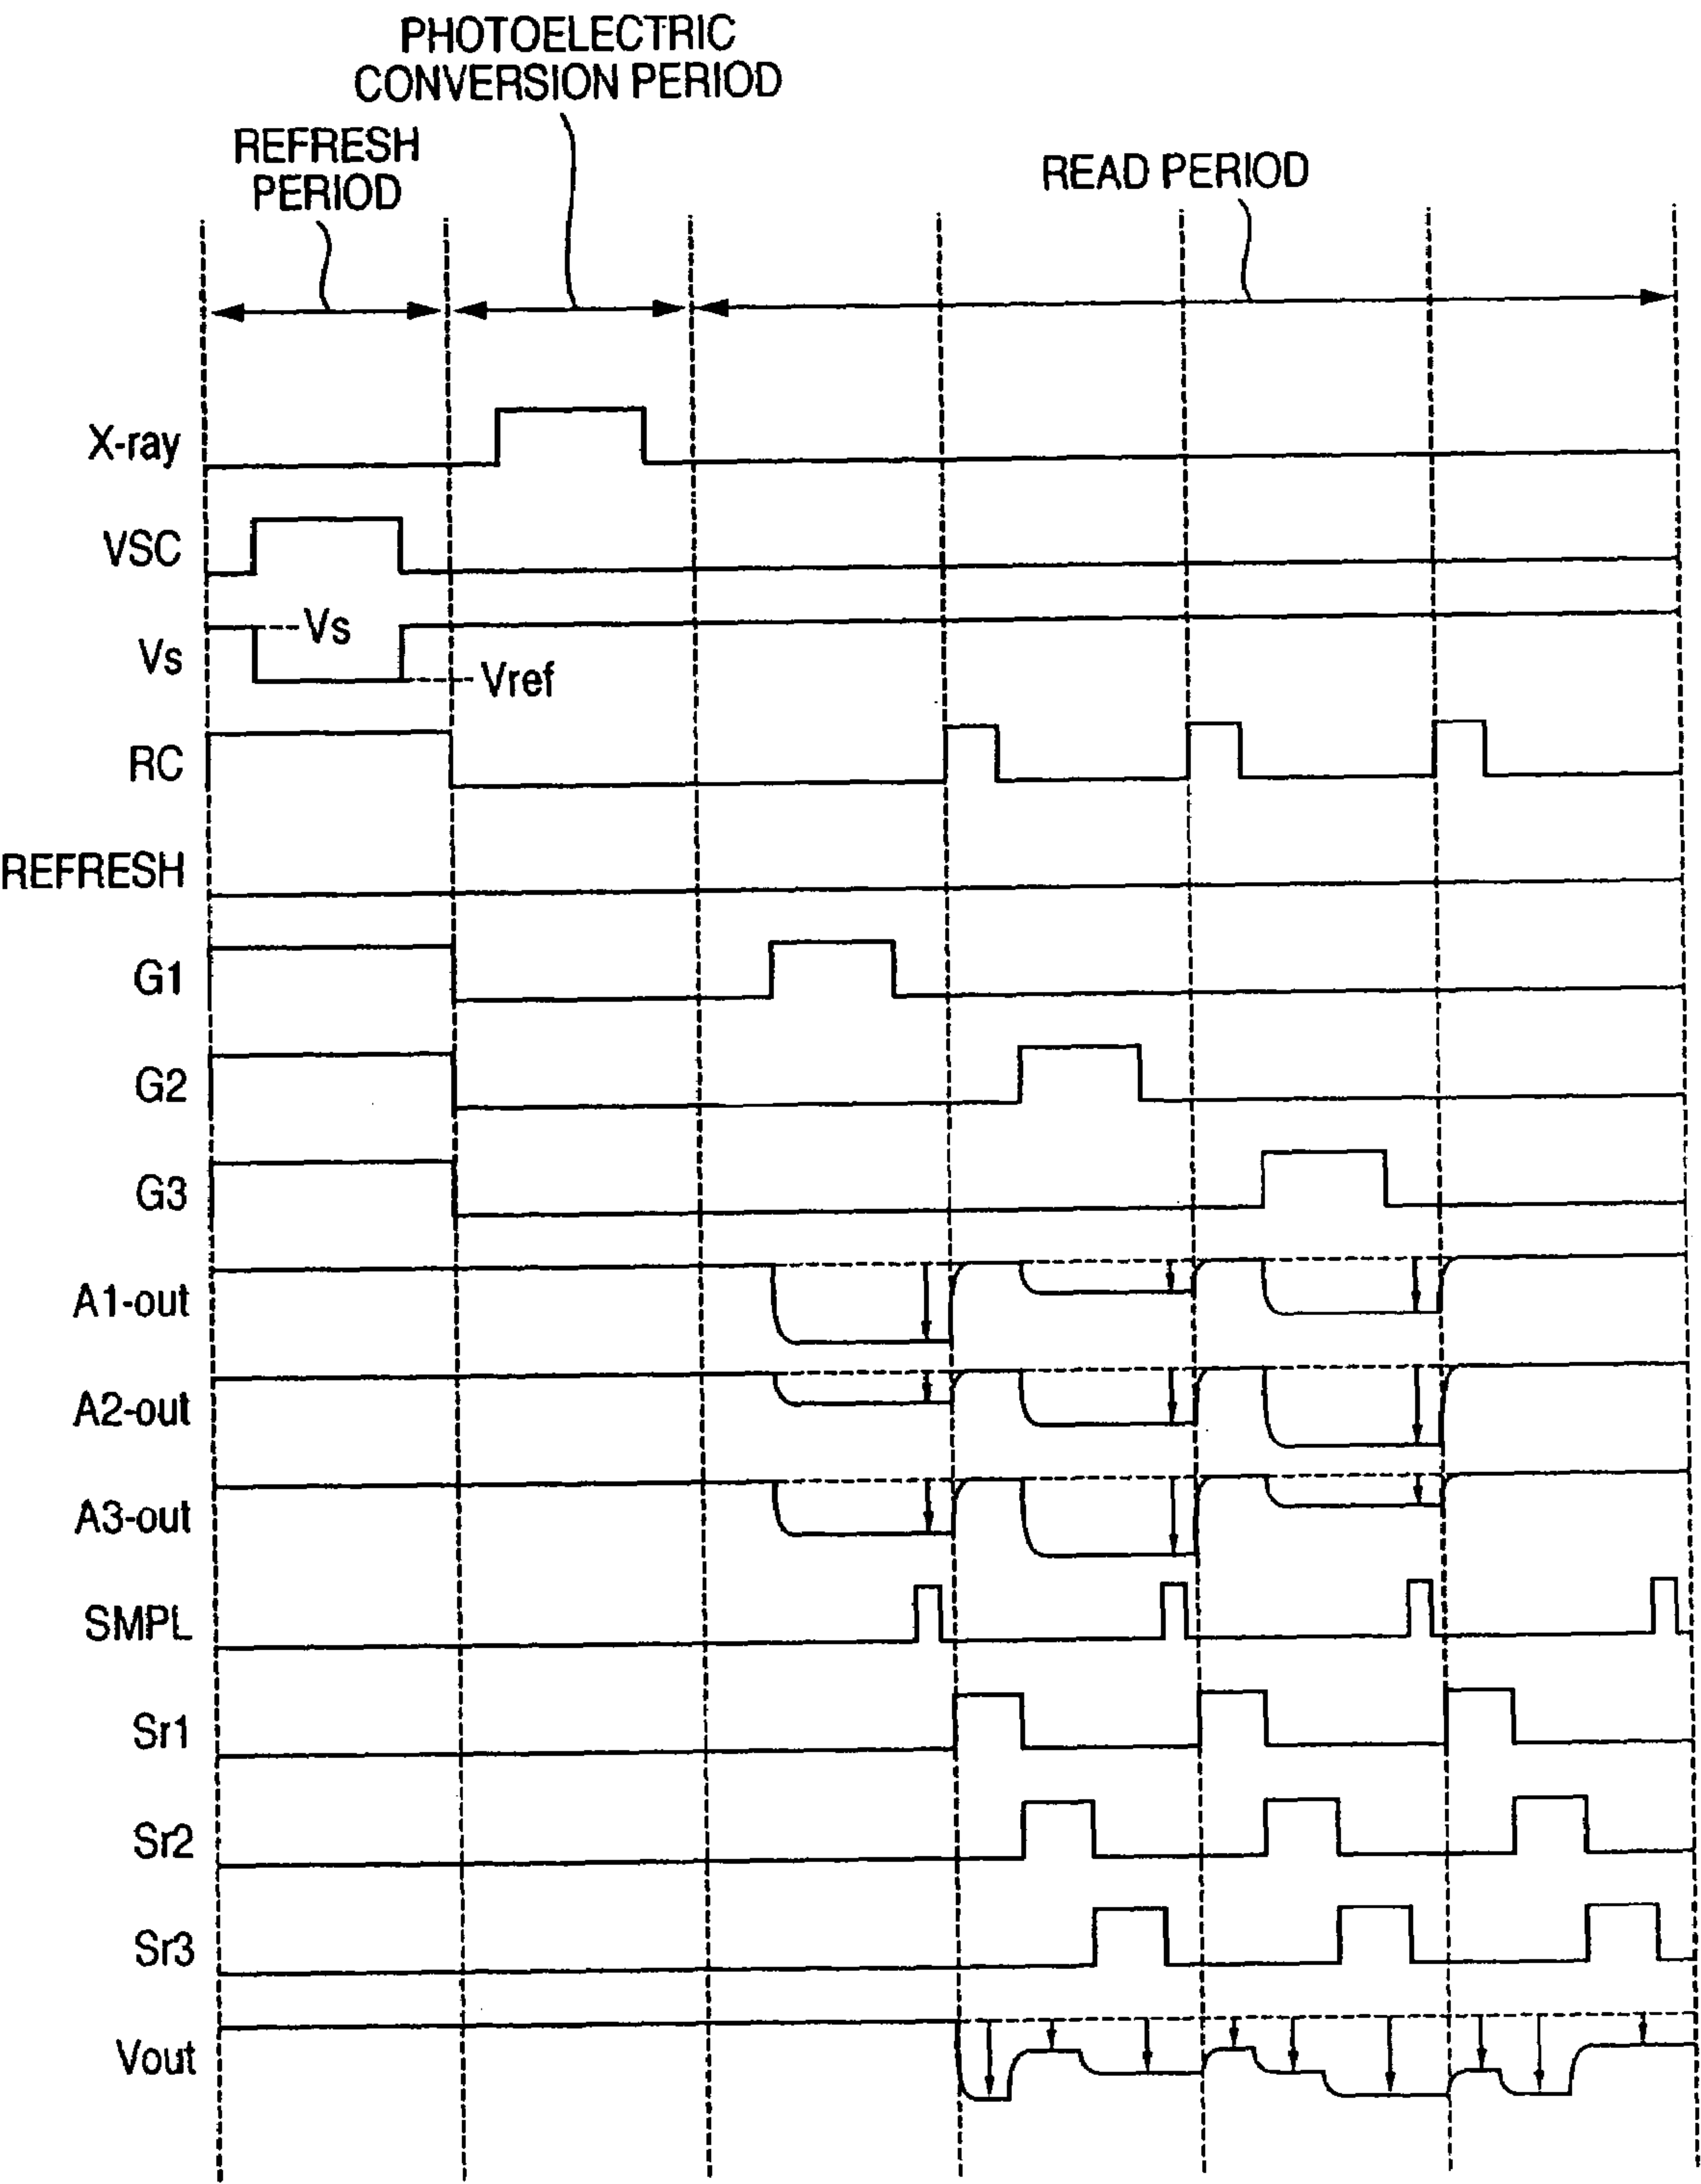 PHOTOELECTRIC
CONVERSION PERIOD
REFRESH
PERIOD
READ PERIOD
X-ray
VSC
Vs
Vs
Vref
RC
REFRESH
G1
G2
G3
A1-out
A2-out
A3-out
SMPL
Sr1
Sr2
Sr3
Vout